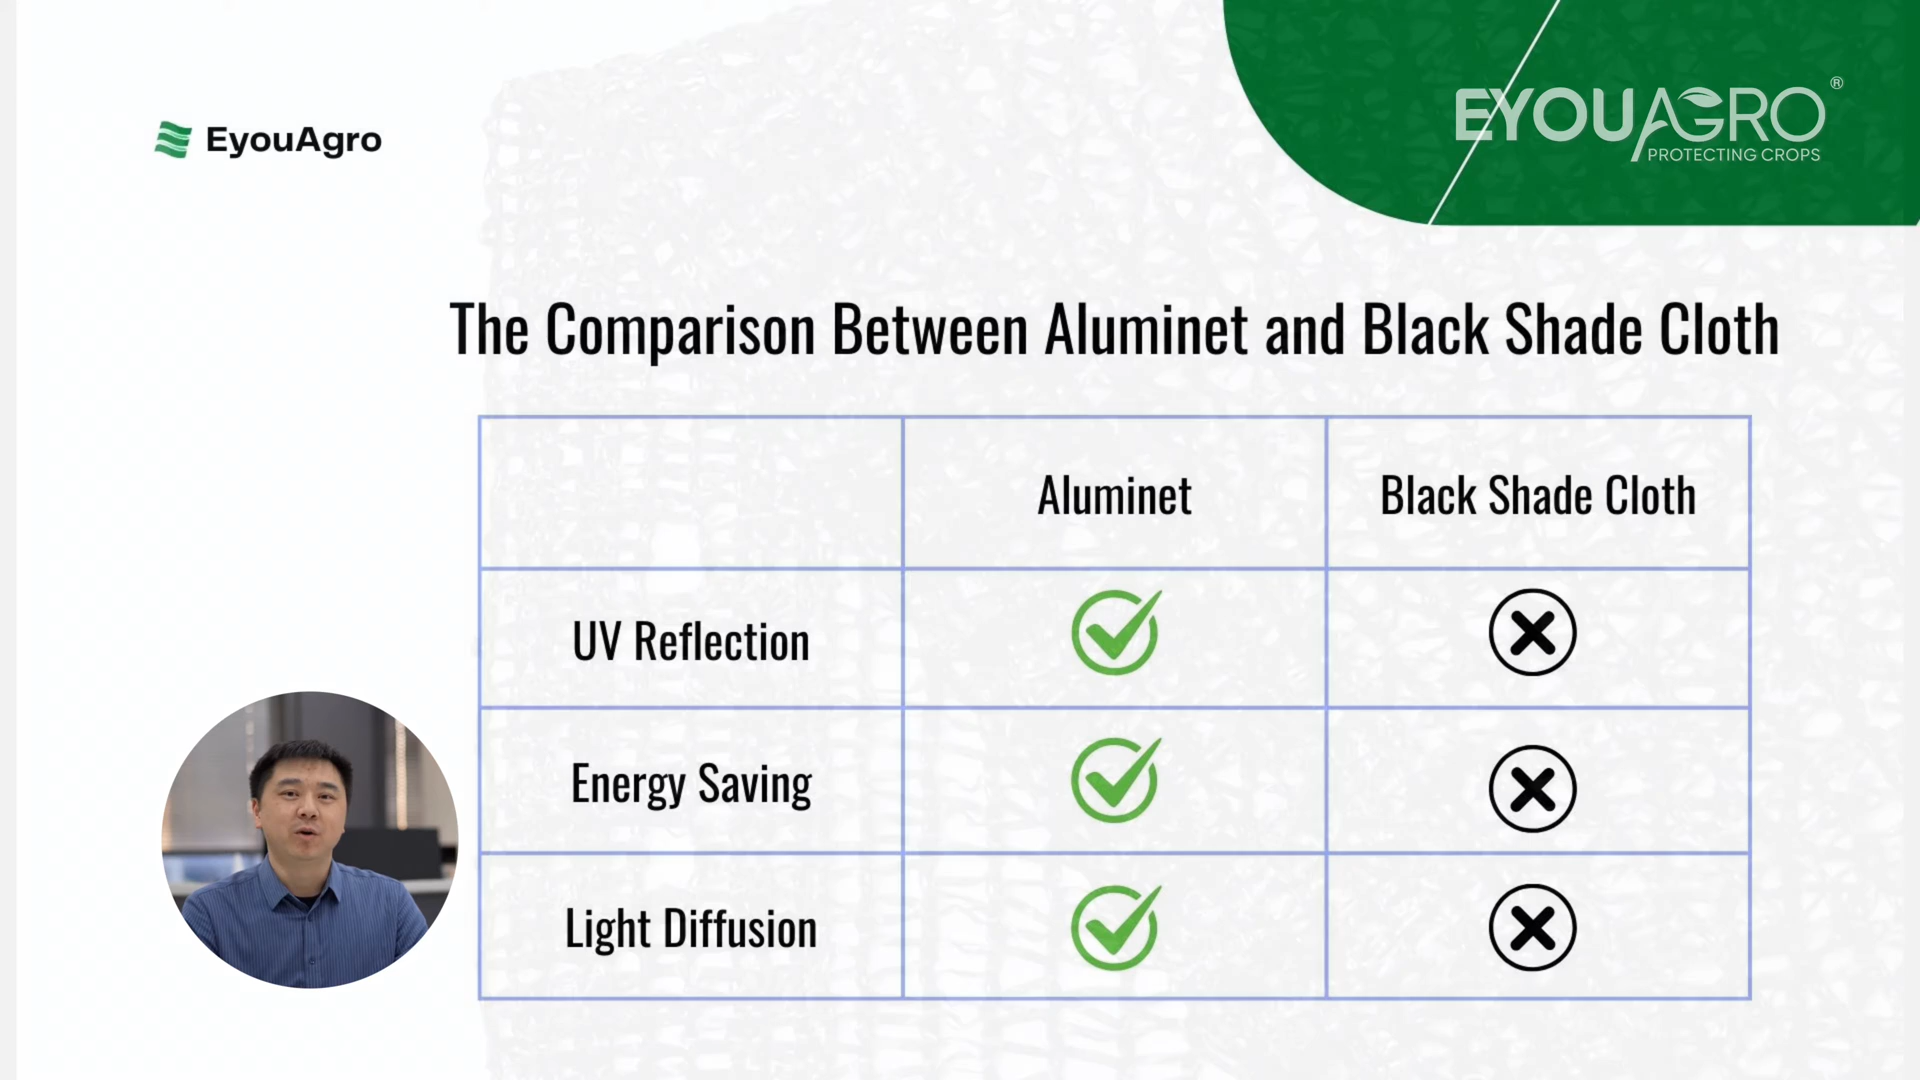 EyouAgro
EYOUAGRO®
PROTECTING CROPS
The Comparison Between Aluminet and Black Shade Cloth
Aluminet
Black Shade Cloth
UV Reflection
Energy Saving
Light Diffusion